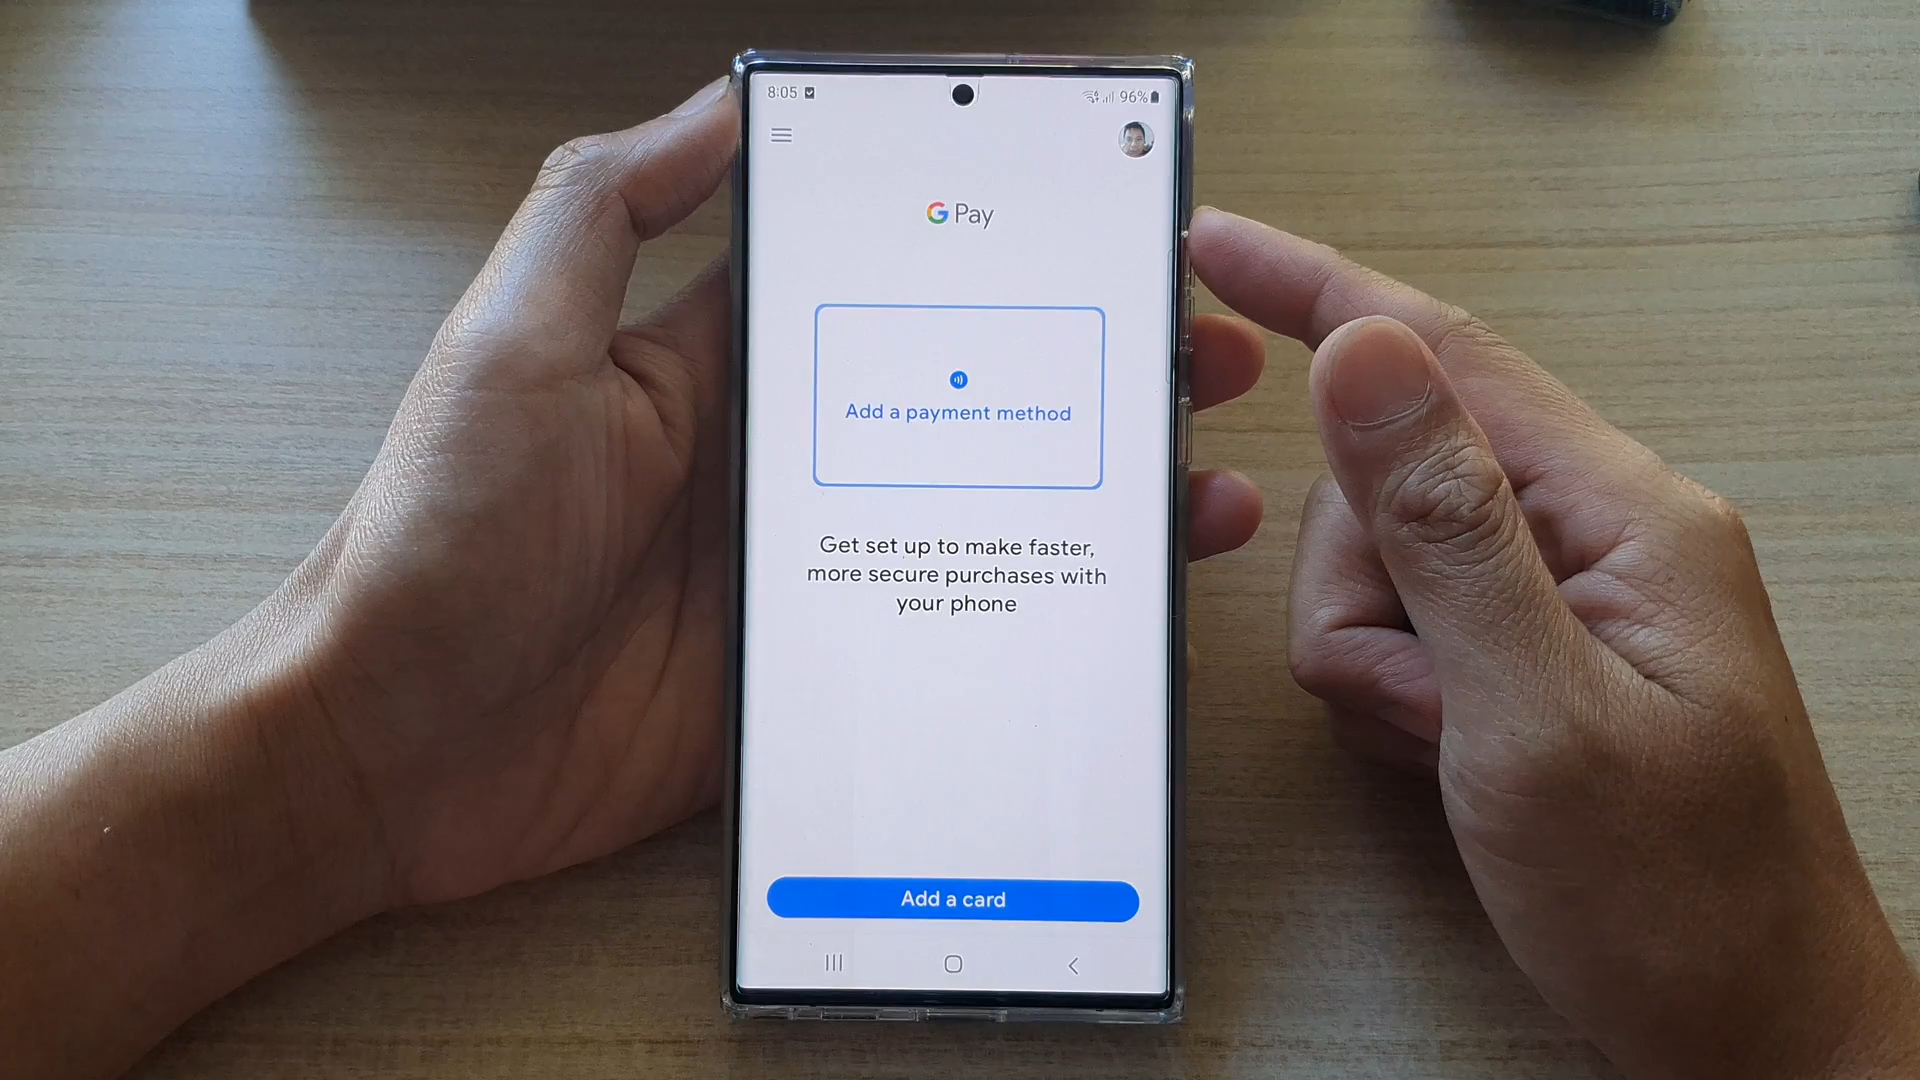 8:05
96%
G Pay
Add a payment method
Get set up to make faster,
more secure purchases with
your phone
Add a card